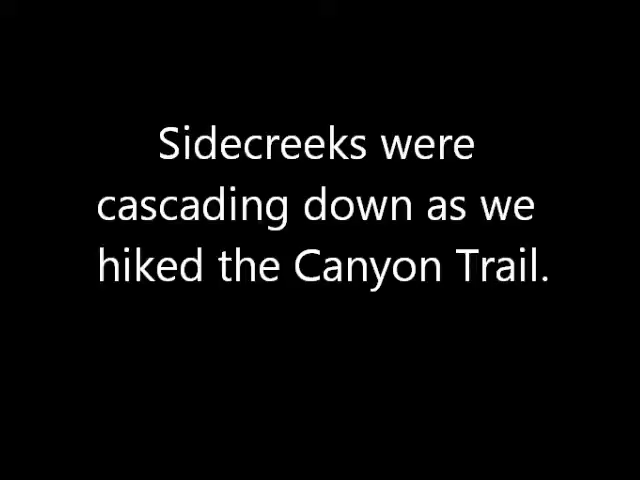 Sidecreeks were
cascading down as we
hiked the Canyon Trail.